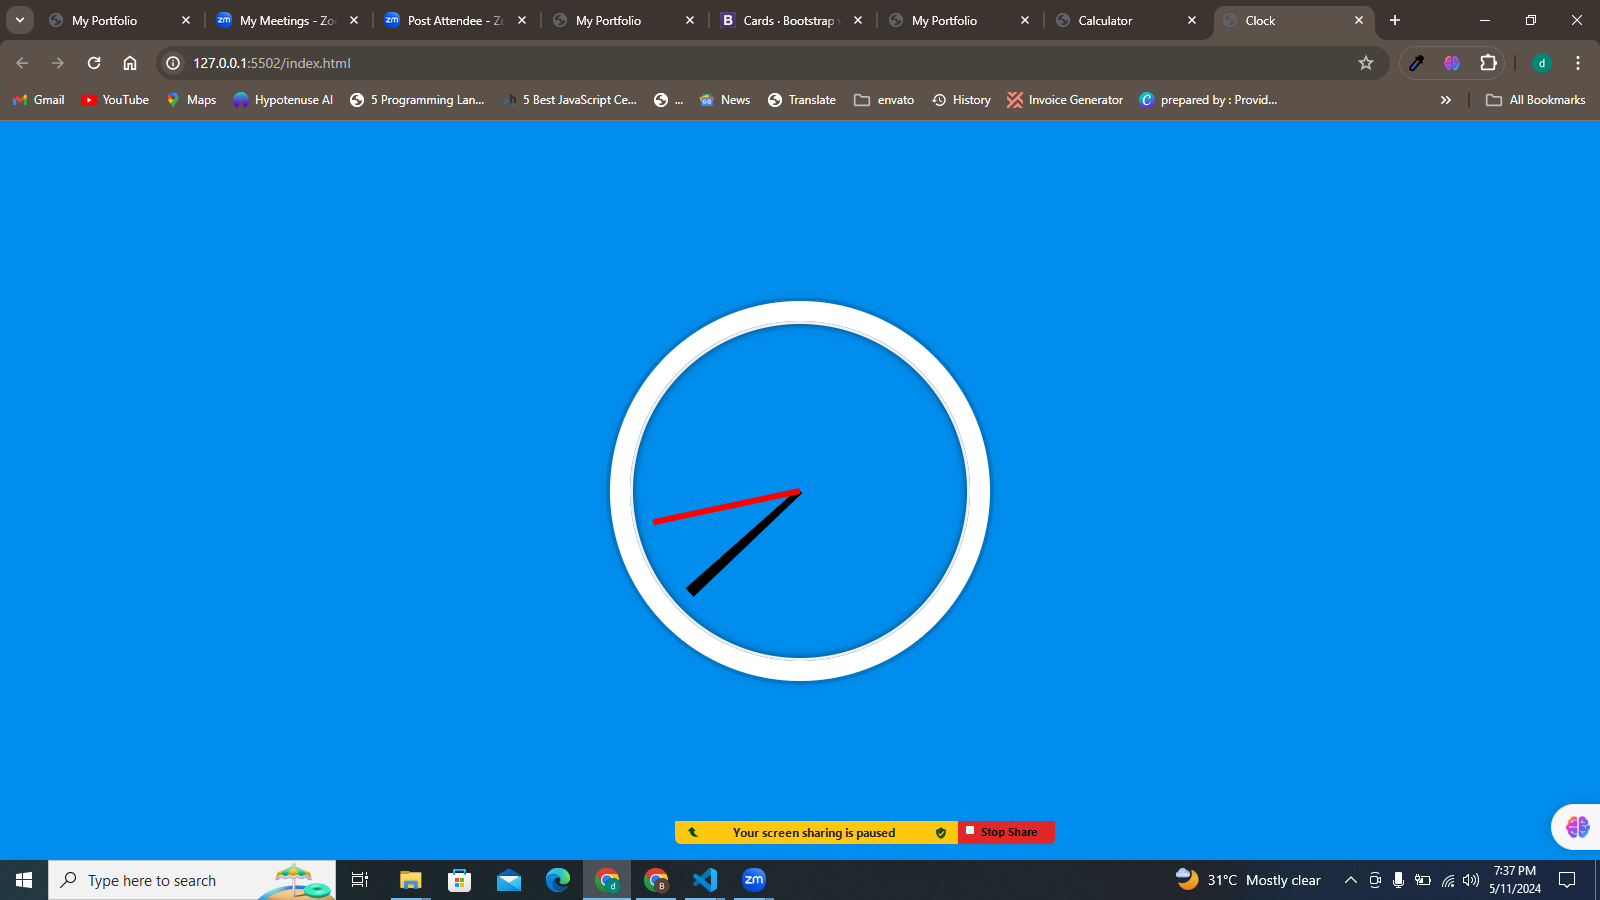 My Portfolio
My Meetings - Zoo
Post Attendee - Zo
My Portfolio
Cards · Bootstrap v
My Portfolio
Calculator
Clock
127.0.0.1:5502/index.html
d
Gmail
YouTube
Maps
Hypotenuse AI
5 Programming Lan...
5 Best JavaScript Ce...
...
News
Translate
envato
History
Invoice Generator
prepared by : Provid...
All Bookmarks
Your screen sharing is paused
Stop Share
Type here to search
31°C Mostly clear
7:37 PM
5/11/2024